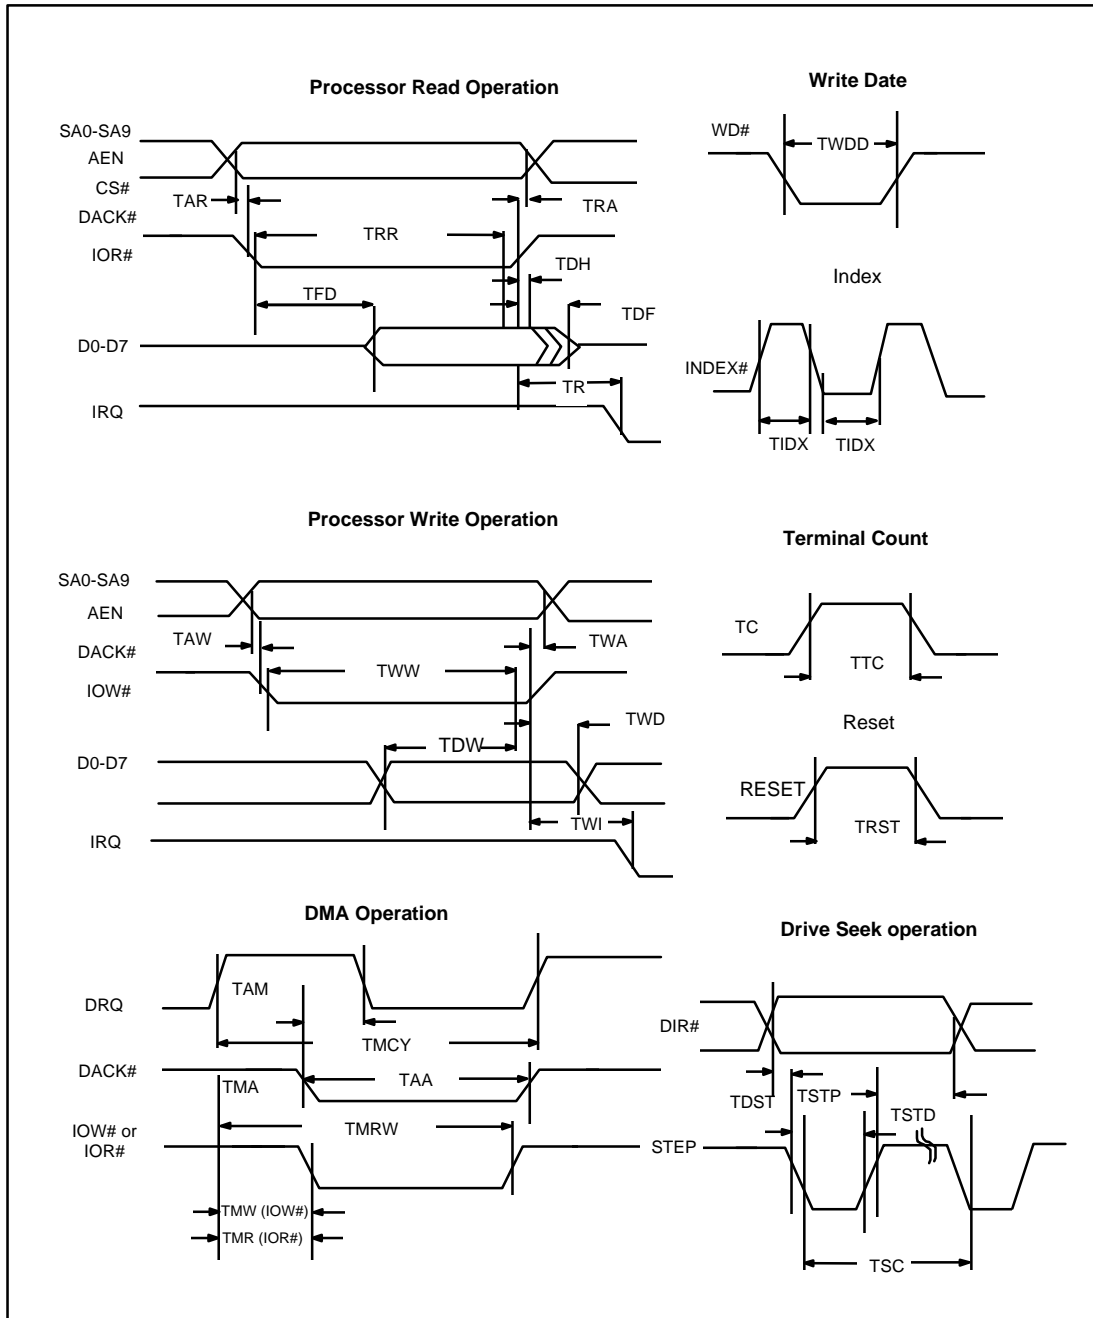 Processor Read Operation
SA0-SA9
AEN
CS#
TAR
TRA
DACK#
TRR
IOR#
TDH
TFD
TDF
D0-D7
TR
IRQ
Write Date
WD#
TWDD
Index
INDEX#
TIDX
TIDX
Processor Write Operation
SA0-SA9
AEN
TAW
TWA
DACK#
TWW
IOW#
TWD
TDW
D0-D7
TWI
IRQ
Terminal Count
TC
TTC
Reset
RESET
TRST
DMA Operation
TAM
DRQ
TMCY
DACK#
TMA
TAA
IOW# or
IOR#
TMRW
TMW (IOW#)
TMR (IOR#)
Drive Seek operation
DIR#
TDST
TSTP
TSTD
STEP
TSC